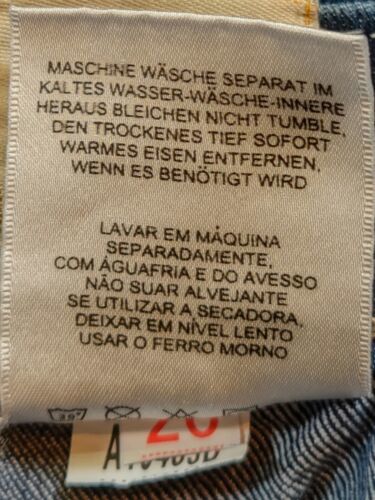 MASCHINE WÄSCHE SEPARAT IM
KALTES WASSER-WÄSCHE-INNERE
HERAUS BLEICHEN NICHT TUMBLE,
DEN TROCKENES TIEF SOFORT
WARMES EISEN ENTFERNEN,
WENN ES BENÖTIGT WIRD
LAVAR EM MÁQUINA
SEPARADAMENTE,
COM ÁGUAFRIA E DO AVESSO
NÃO SUAR ALVEJANTE
SE UTILIZAR A SECADORA,
DEIXAR EM NÍVEL LENTO
USAR O FERRO MORNO